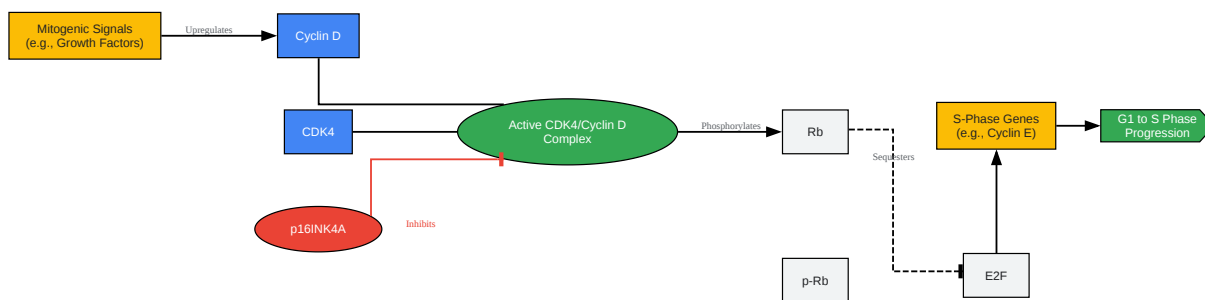 Mitogenic Signals
(e.g., Growth Factors)
Upregulates
Cyclin D
CDK4
Active CDK4/Cyclin D
Complex
Phosphorylates
Rb
Sequesters
S-Phase Genes
(e.g., Cyclin E)
G1 to S Phase
Progression
p16INK4A
Inhibits
p-Rb
E2F